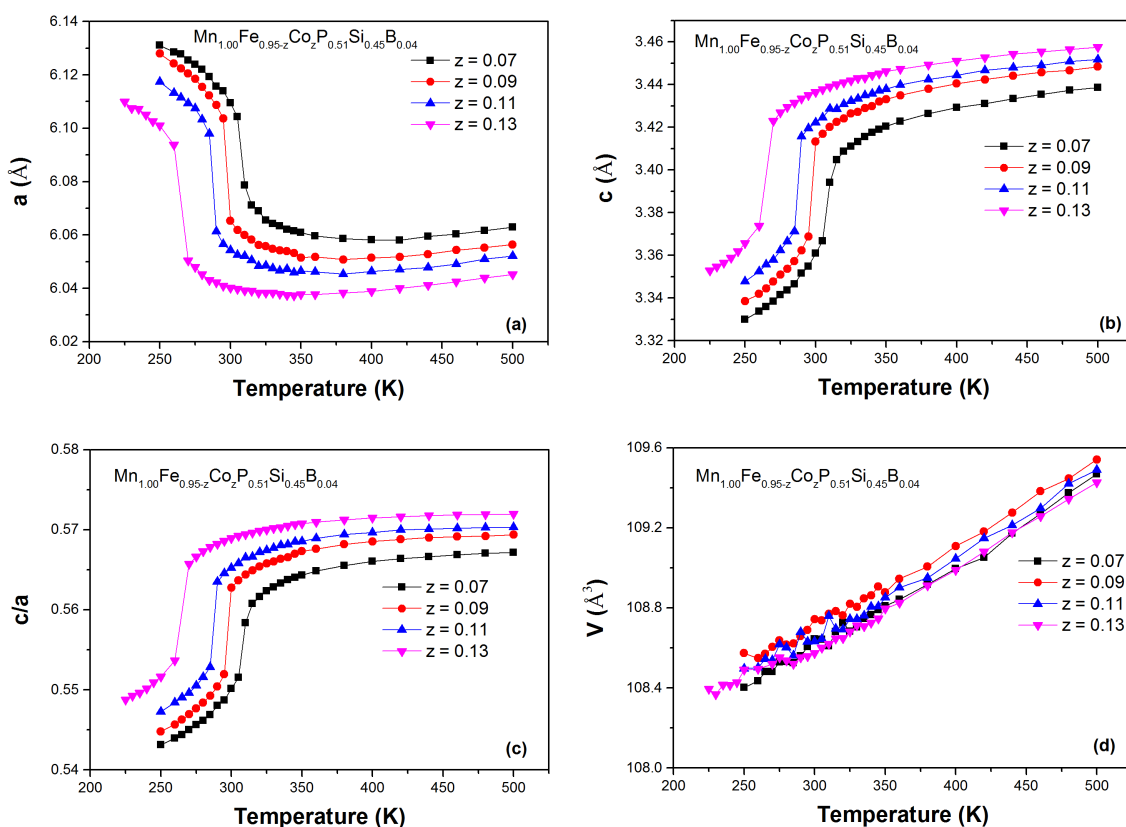 Mn1.00Fe0.95-zCozP0.51Si0.45B0.04
z = 0.07
z = 0.09
z = 0.11
z = 0.13
6.14
6.12
6.10
6.08
6.06
6.04
6.02
a (Å)
200 250 300 350 400 450 500
Temperature (K)
(a)
Mn1.00Fe0.95-zCozP0.51Si0.45B0.04
3.46
3.44
3.42
3.40
3.38
3.36
3.34
3.32
c (Å)
z = 0.07
z = 0.09
z = 0.11
z = 0.13
200 250 300 350 400 450 500
Temperature (K)
(b)
0.58
0.57
0.56
0.55
0.54
c/a
Mn1.00Fe0.95-zCozP0.51Si0.45B0.04
z = 0.07
z = 0.09
z = 0.11
z = 0.13
200 250 300 350 400 450 500
Temperature (K)
(c)
109.6
109.2
108.8
108.4
108.0
V (Å3)
Mn1.00Fe0.95-zCozP0.51Si0.45B0.04
z = 0.07
z = 0.09
z = 0.11
z = 0.13
200 250 300 350 400 450 500
Temperature (K)
(d)